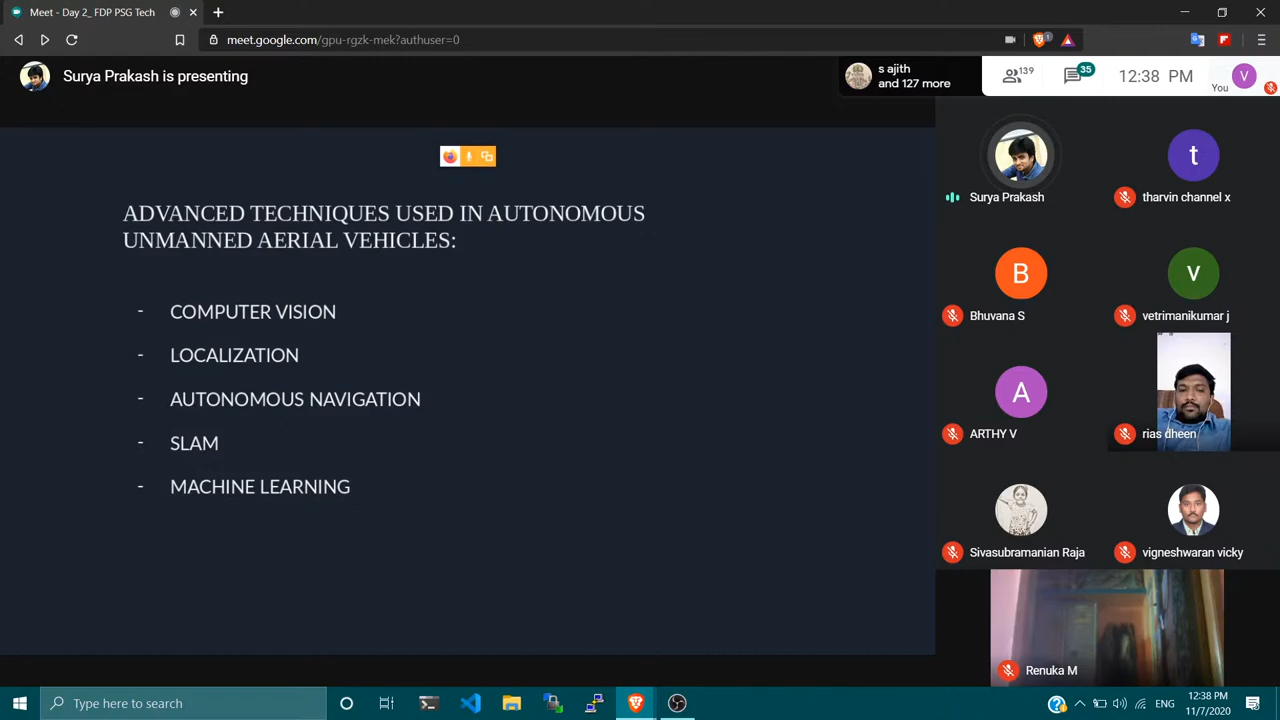 Meet - Day 2_ FDP PSG Tech
meet.google.com/gpu-rgzk-mek?authuser=0
1
Surya Prakash is presenting
s ajith
and 127 more
139
35
12:38 PM
You
V
ADVANCED TECHNIQUES USED IN AUTONOMOUS
UNMANNED AERIAL VEHICLES:
- COMPUTER VISION
- LOCALIZATION
- AUTONOMOUS NAVIGATION
- SLAM
- MACHINE LEARNING
Surya Prakash
t
tharvin channel x
B
Bhuvana S
v
vetrimanikumar j
A
ARTHY V
rias dheen
Sivasubramanian Raja
vigneshwaran vicky
Renuka M
Type here to search
ENG
12:38 PM
11/7/2020